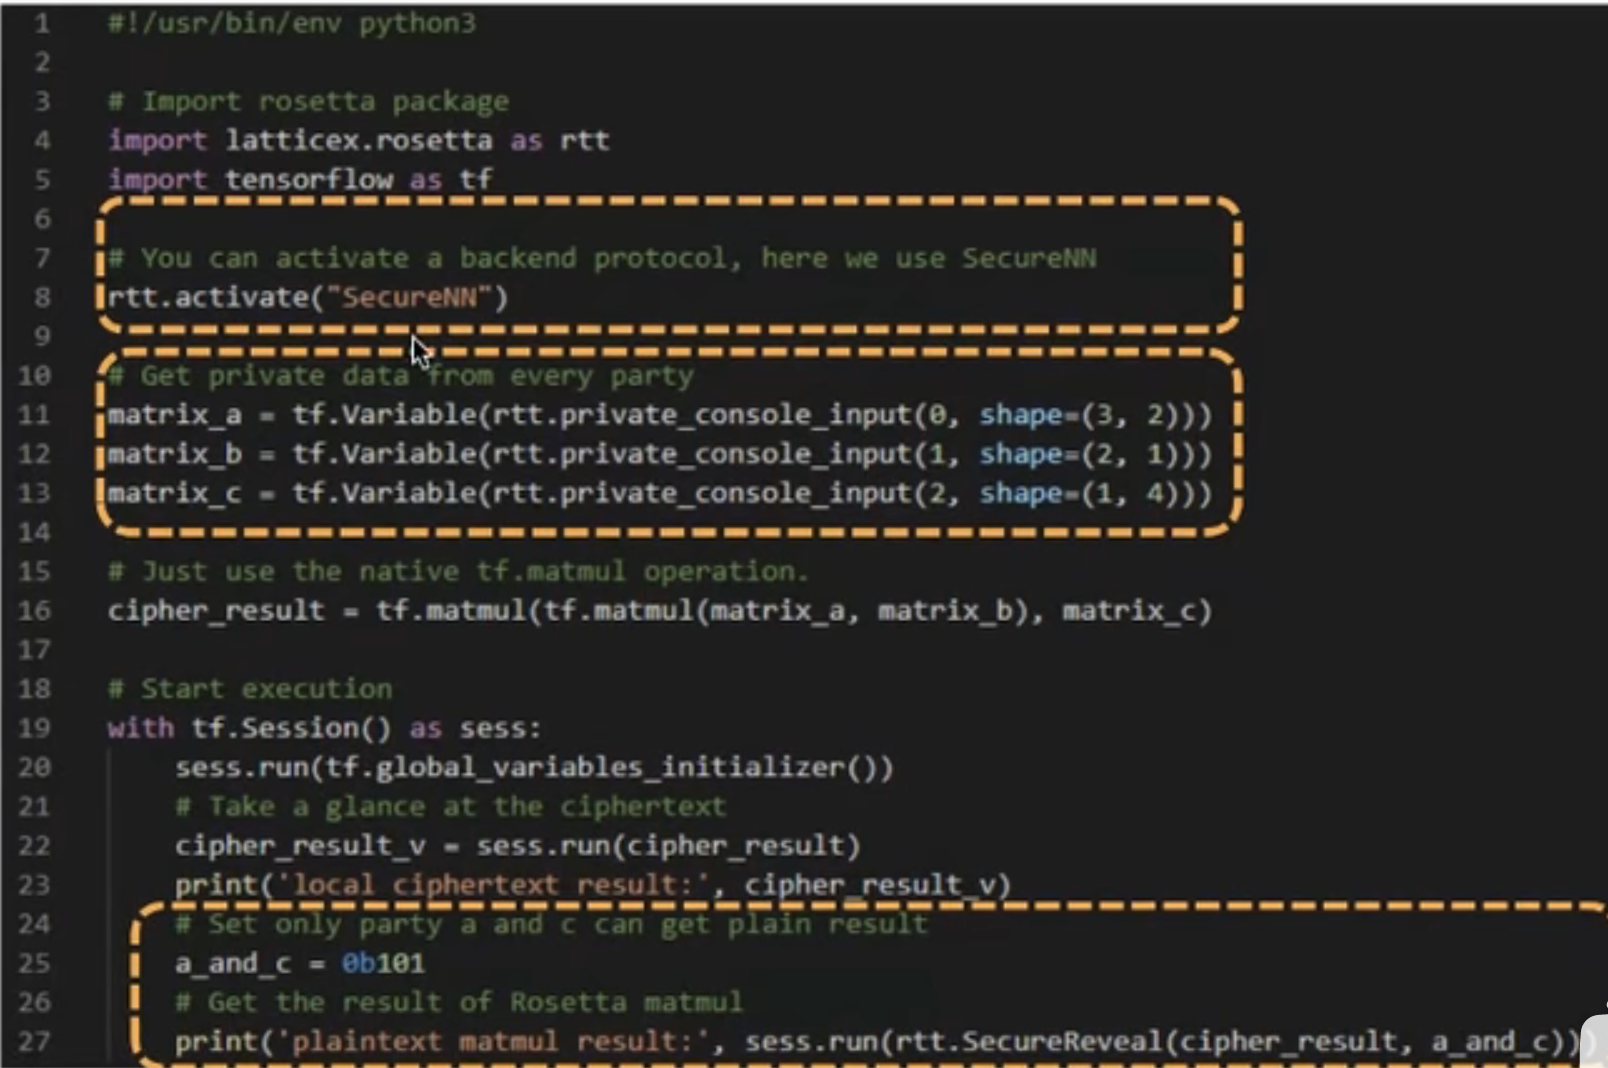 1 #!/usr/bin/env python3
2
3 # Import rosetta package
4 import latticex.rosetta as rtt
5 import tensorflow as tf
6
7 # You can activate a backend protocol, here we use SecureNN
8 rtt.activate("SecureNN")
9
10 # Get private data from every party
11 matrix_a = tf.Variable(rtt.private_console_input(0, shape=(3, 2)))
12 matrix_b = tf.Variable(rtt.private_console_input(1, shape=(2, 1)))
13 matrix_c = tf.Variable(rtt.private_console_input(2, shape=(1, 4)))
14
15 # Just use the native tf.matmul operation.
16 cipher_result = tf.matmul(tf.matmul(matrix_a, matrix_b), matrix_c)
17
18 # Start execution
19 with tf.Session() as sess:
20     sess.run(tf.global_variables_initializer())
21     # Take a glance at the ciphertext
22     cipher_result_v = sess.run(cipher_result)
23     print('local ciphertext result:', cipher_result_v)
24     # Set only party a and c can get plain result
25     a_and_c = 0b101
26     # Get the result of Rosetta matmul
27     print('plaintext matmul result:', sess.run(rtt.SecureReveal(cipher_result, a_and_c)))